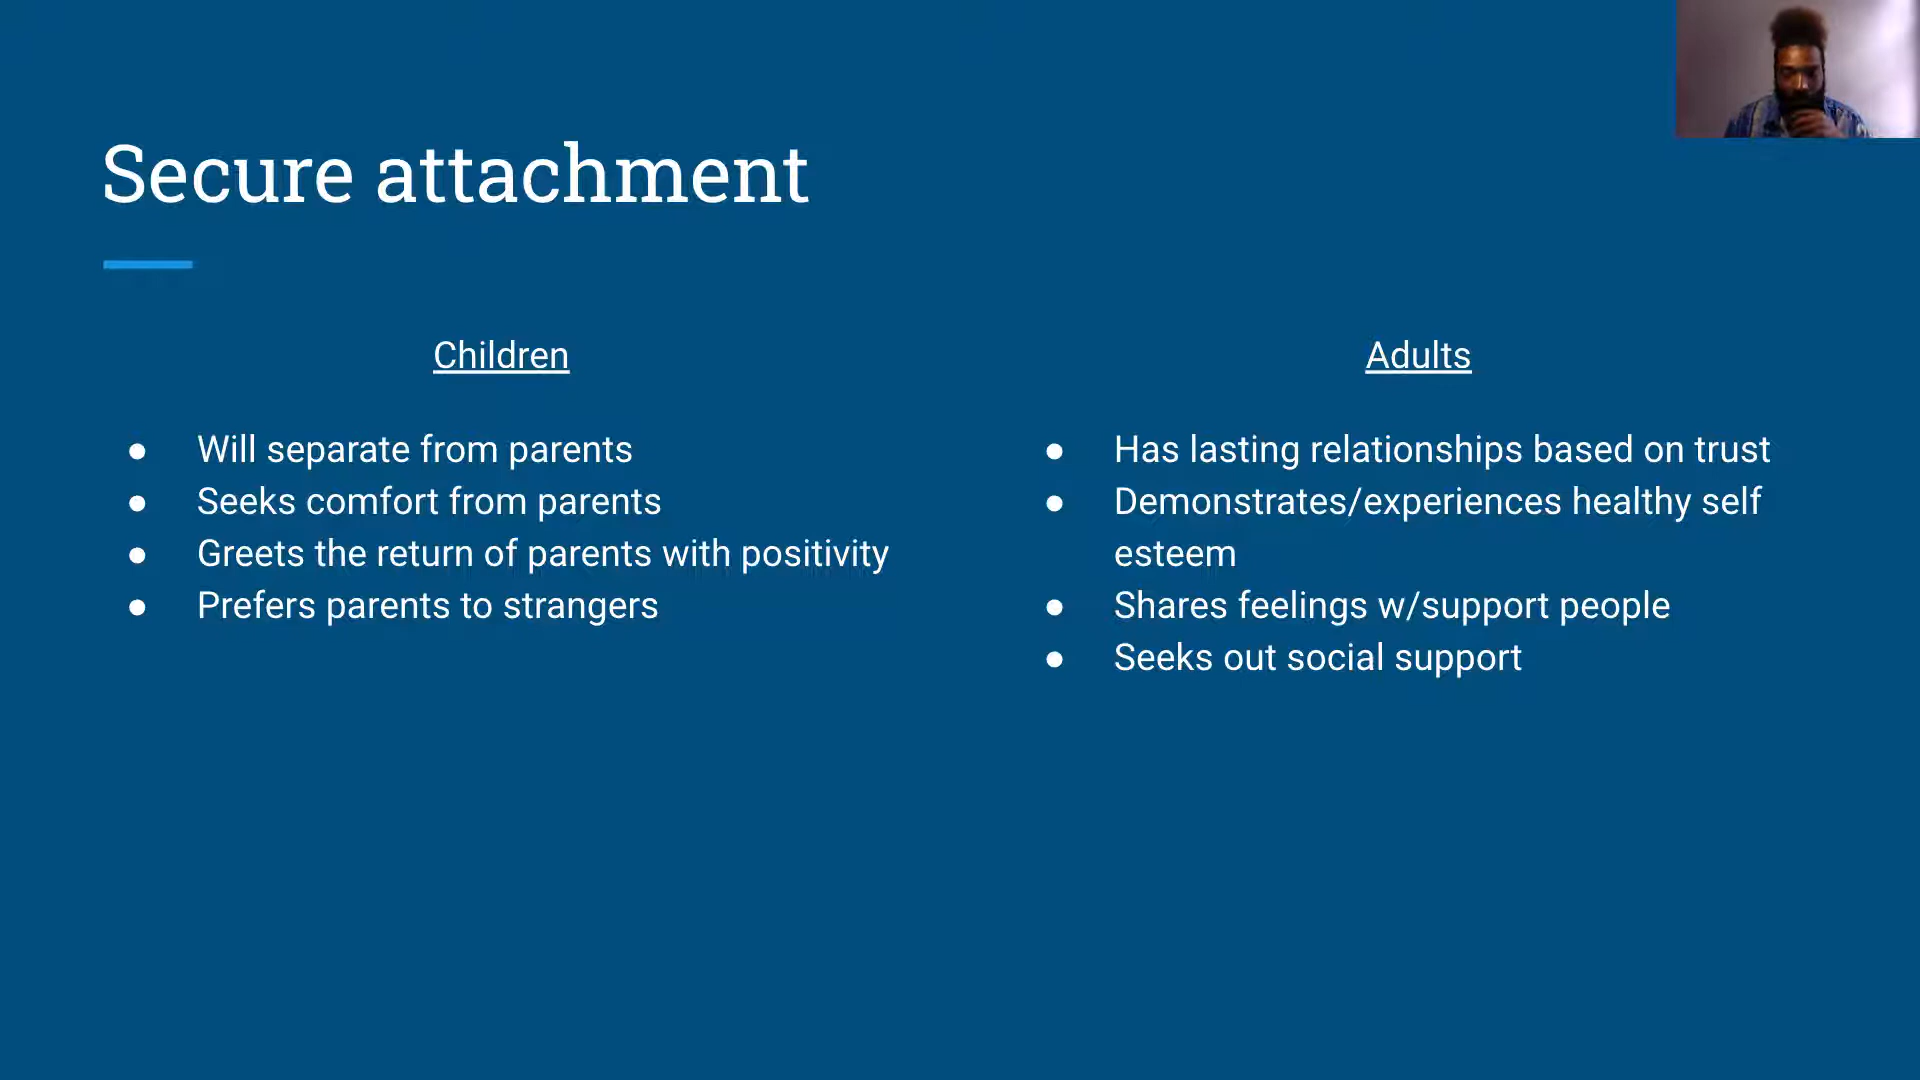 Secure attachment
Children
● Will separate from parents
● Seeks comfort from parents
● Greets the return of parents with positivity
● Prefers parents to strangers
Adults
● Has lasting relationships based on trust
● Demonstrates/experiences healthy self
esteem
● Shares feelings w/support people
● Seeks out social support